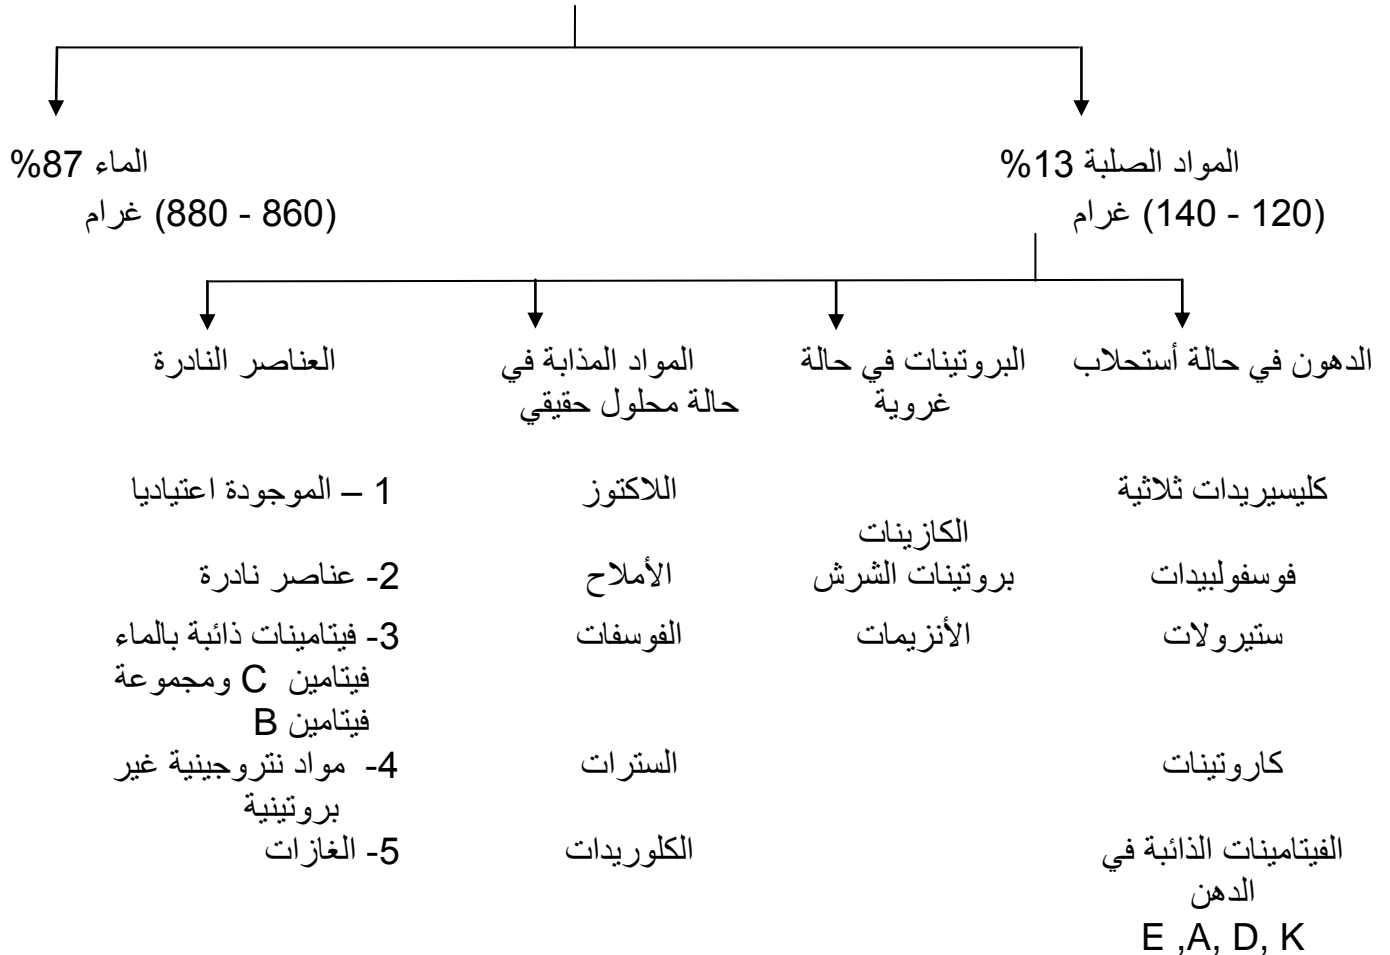 المواد الصلبة 13%
(120 - 140) غرام
الماء 87%
(860 - 880) غرام
الدهون في حالة أستحلاب
البروتينات في حالة
غروية
المواد المذابة في
حالة محلول حقيقي
العناصر النادرة
كليسيريدات ثلاثية
فوسفولبيدات
ستيرولات
كاروتينات
الفيتامينات الذائبة في
الدهن
E ,A, D, K
الكازينات
بروتينات الشرش
الأنزيمات
اللاكتوز
الأملاح
الفوسفات
السترات
الكلوريدات
1 – الموجودة اعتياديا
2- عناصر نادرة
3- فيتامينات ذائبة بالماء
فيتامين C ومجموعة
فيتامين B
4- مواد نتروجينية غير
بروتينية
5- الغازات